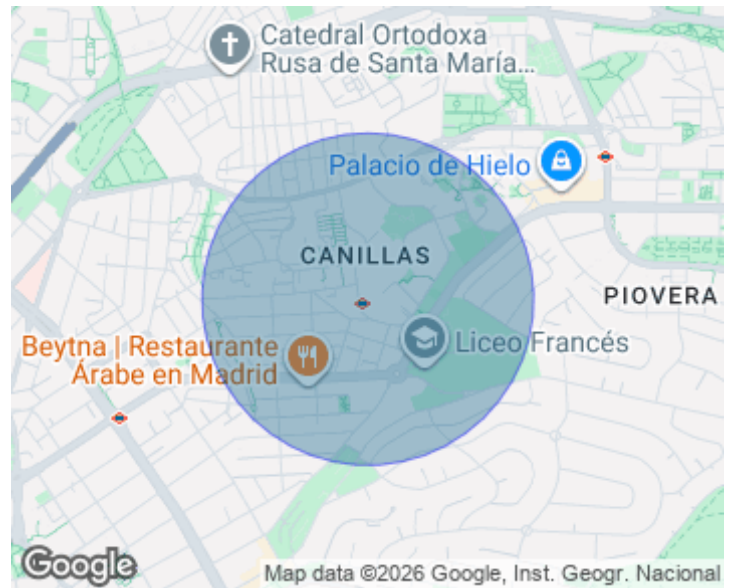 Catedral Ortodoxa
Rusa de Santa María...
Palacio de Hielo
CANILLAS
PIOVERA
Beytna | Restaurante
Árabe en Madrid
Liceo Francés
Google
Map data ©2026 Google, Inst. Geogr. Nacional